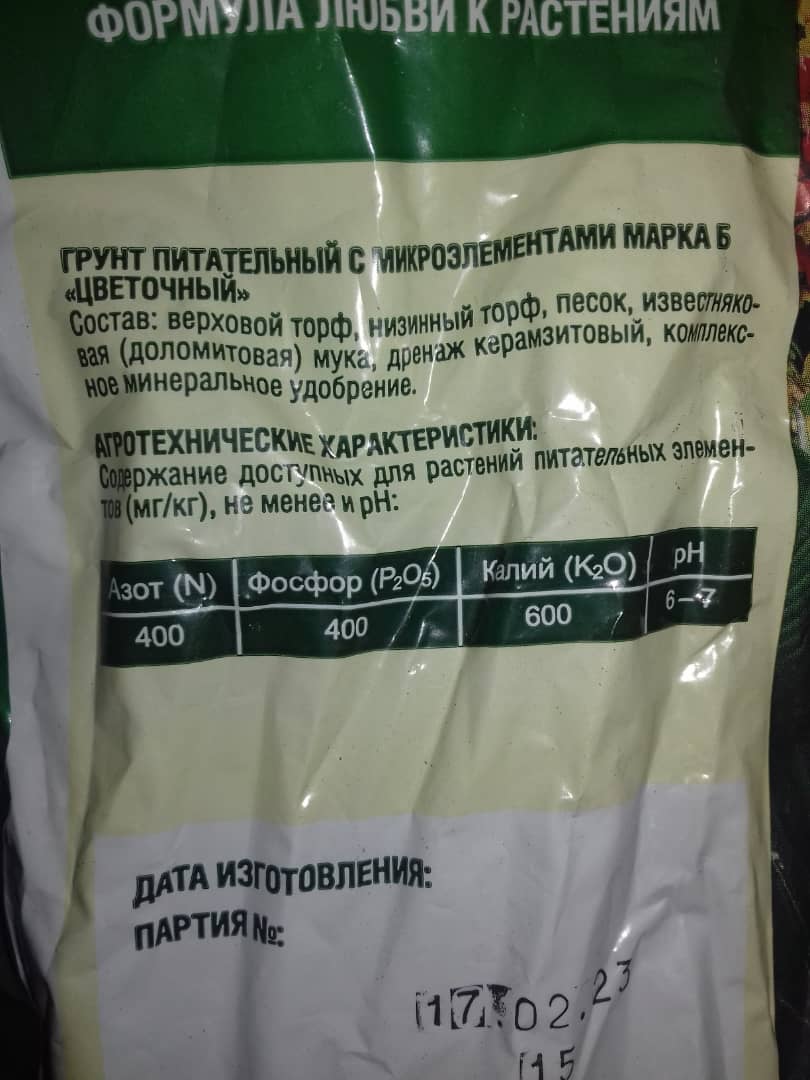 ФОРМУЛА ЛЮБВИ К РАСТЕНИЯМ
ГРУНТ ПИТАТЕЛЬНЫЙ С МИКРОЭЛЕМЕНТАМИ МАРКА Б
«ЦВЕТОЧНЫЙ»
Состав: верховой торф, низинный торф, песок, известняко-
вая (доломитовая) мука, дренаж керамзитовый, комплекс-
ное минеральное удобрение.
АГРОТЕХНИЧЕСКИЕ ХАРАКТЕРИСТИКИ:
Содержание доступных для растений питательных элемен-
тов (мг/кг), не менее и pH:
Азот (N) Фосфор (P₂O₅) Калий (K₂O) pH
400 400 600 6–7
ДАТА ИЗГОТОВЛЕНИЯ:
ПАРТИЯ №:
17.02.23
15